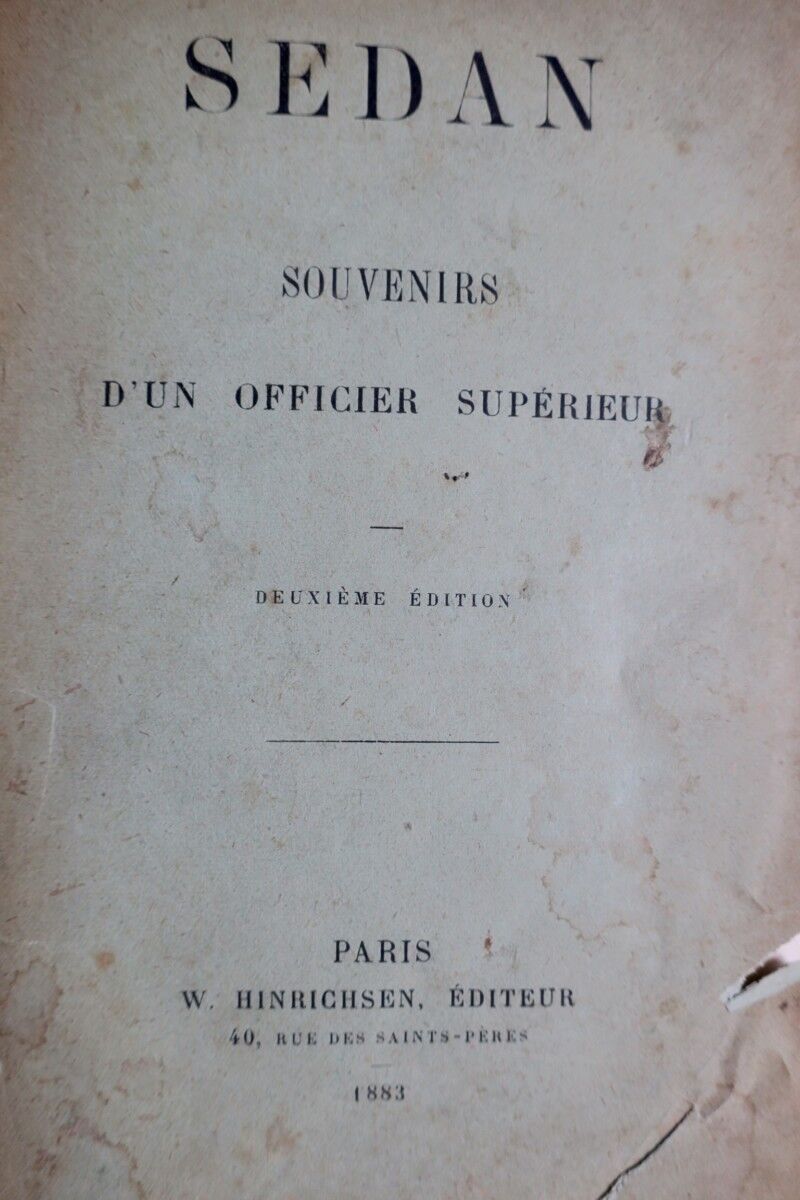 SEDAN
SOUVENIRS
D'UN OFFICIER SUPÉRIEUR
DEUXIÈME ÉDITION
PARIS
W. HINRICHSEN, ÉDITEUR
40, RUE DES SAINTS-PÈRES
1883